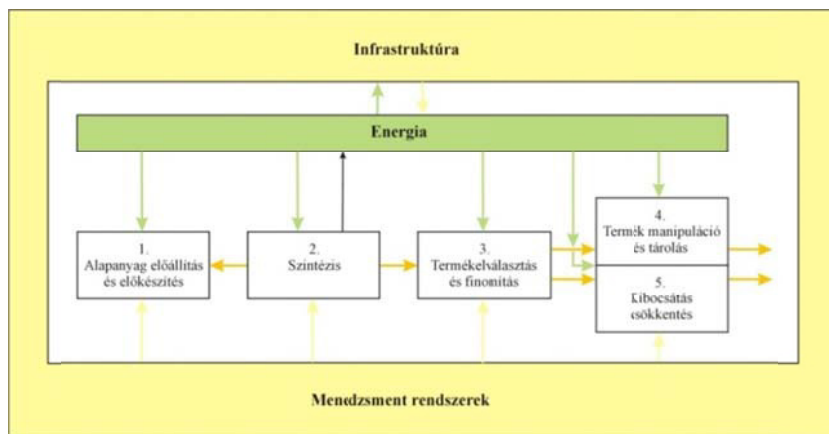 Infrastruktúra
Energia
1.
Alapanyag előállítás
és előkészítés
2.
Szintézis
3.
Termékelválasztás
és finomítás
4.
Termék manipuláció
és tárolás
5.
Kibocsátás
csökkentés
Menedzsment rendszerek